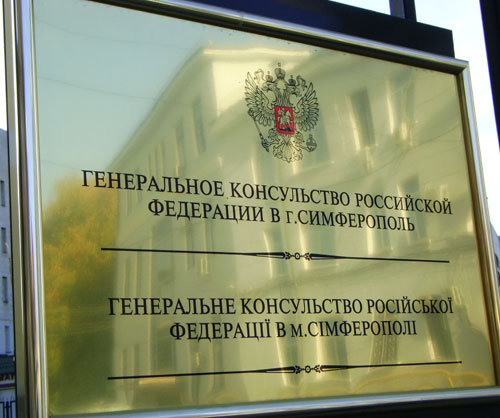 ГЕНЕРАЛЬНОЕ КОНСУЛЬСТВО РОССИЙСКОЙ
ФЕДЕРАЦИИ В г.СИМФЕРОПОЛЬ
ГЕНЕРАЛЬНЕ КОНСУЛЬСТВО РОСІЙСЬКОЇ
ФЕДЕРАЦІЇ В м.СІМФЕРОПОЛІ